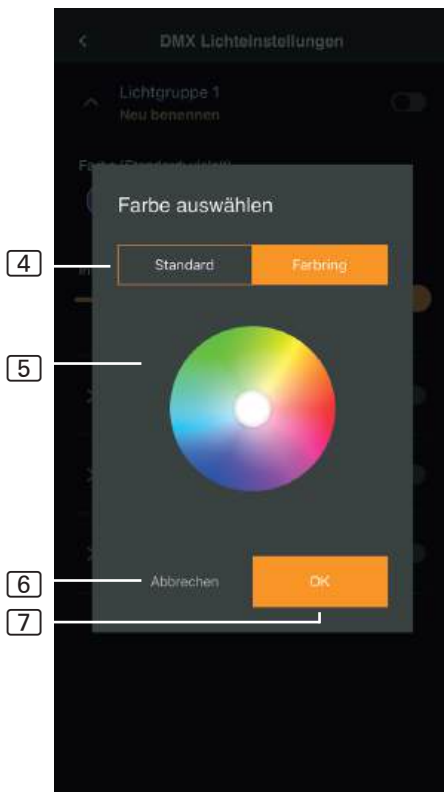 DMX Lichteinstellungen
Lichtgruppe 1
Neu benennen
Farbe auswählen
4
Standard
Farbring
5
6
Abbrechen
OK
7